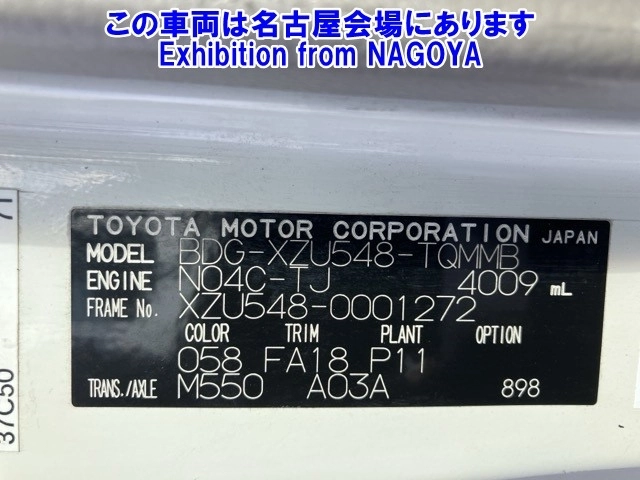 この車両は名古屋会場にあります
Exhibition from NAGOYA
TOYOTA MOTOR CORPORATION JAPAN
MODEL BDG-XZU548-TQMMB
ENGINE N04C-TJ 4009 mL
FRAME No. XZU548-0001272
COLOR TRIM PLANT OPTION
058 FA18 P11
TRANS./AXLE M550 A03A 898
37C50